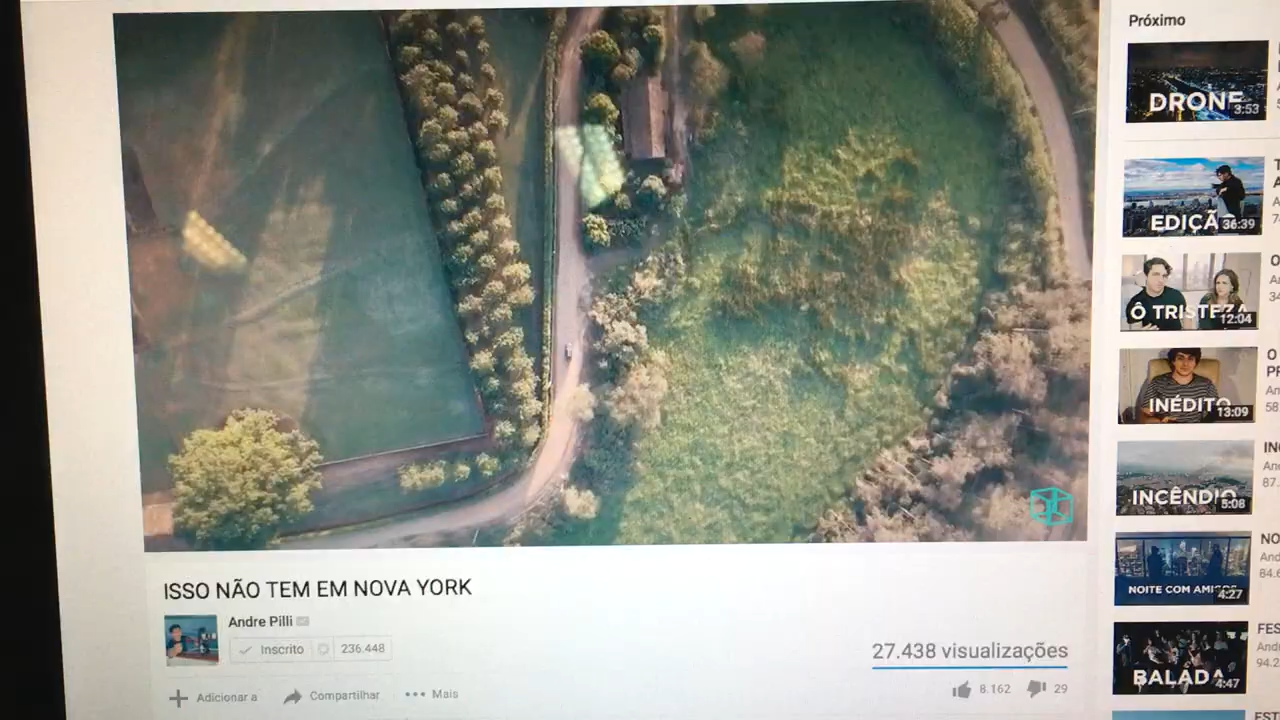 Próximo
DRONE
3:53
EDIÇÃ
36:39
Ô TRISTEZA
12:04
INÉDITO
13:09
INCÊNDIO
5:08
NOITE COM AMIGOS
4:27
BALADA
4:47
ISSO NÃO TEM EM NOVA YORK
Andre Pilli
Inscrito 236.448
27.438 visualizações
Adicionar a Compartilhar Mais
8.162 29